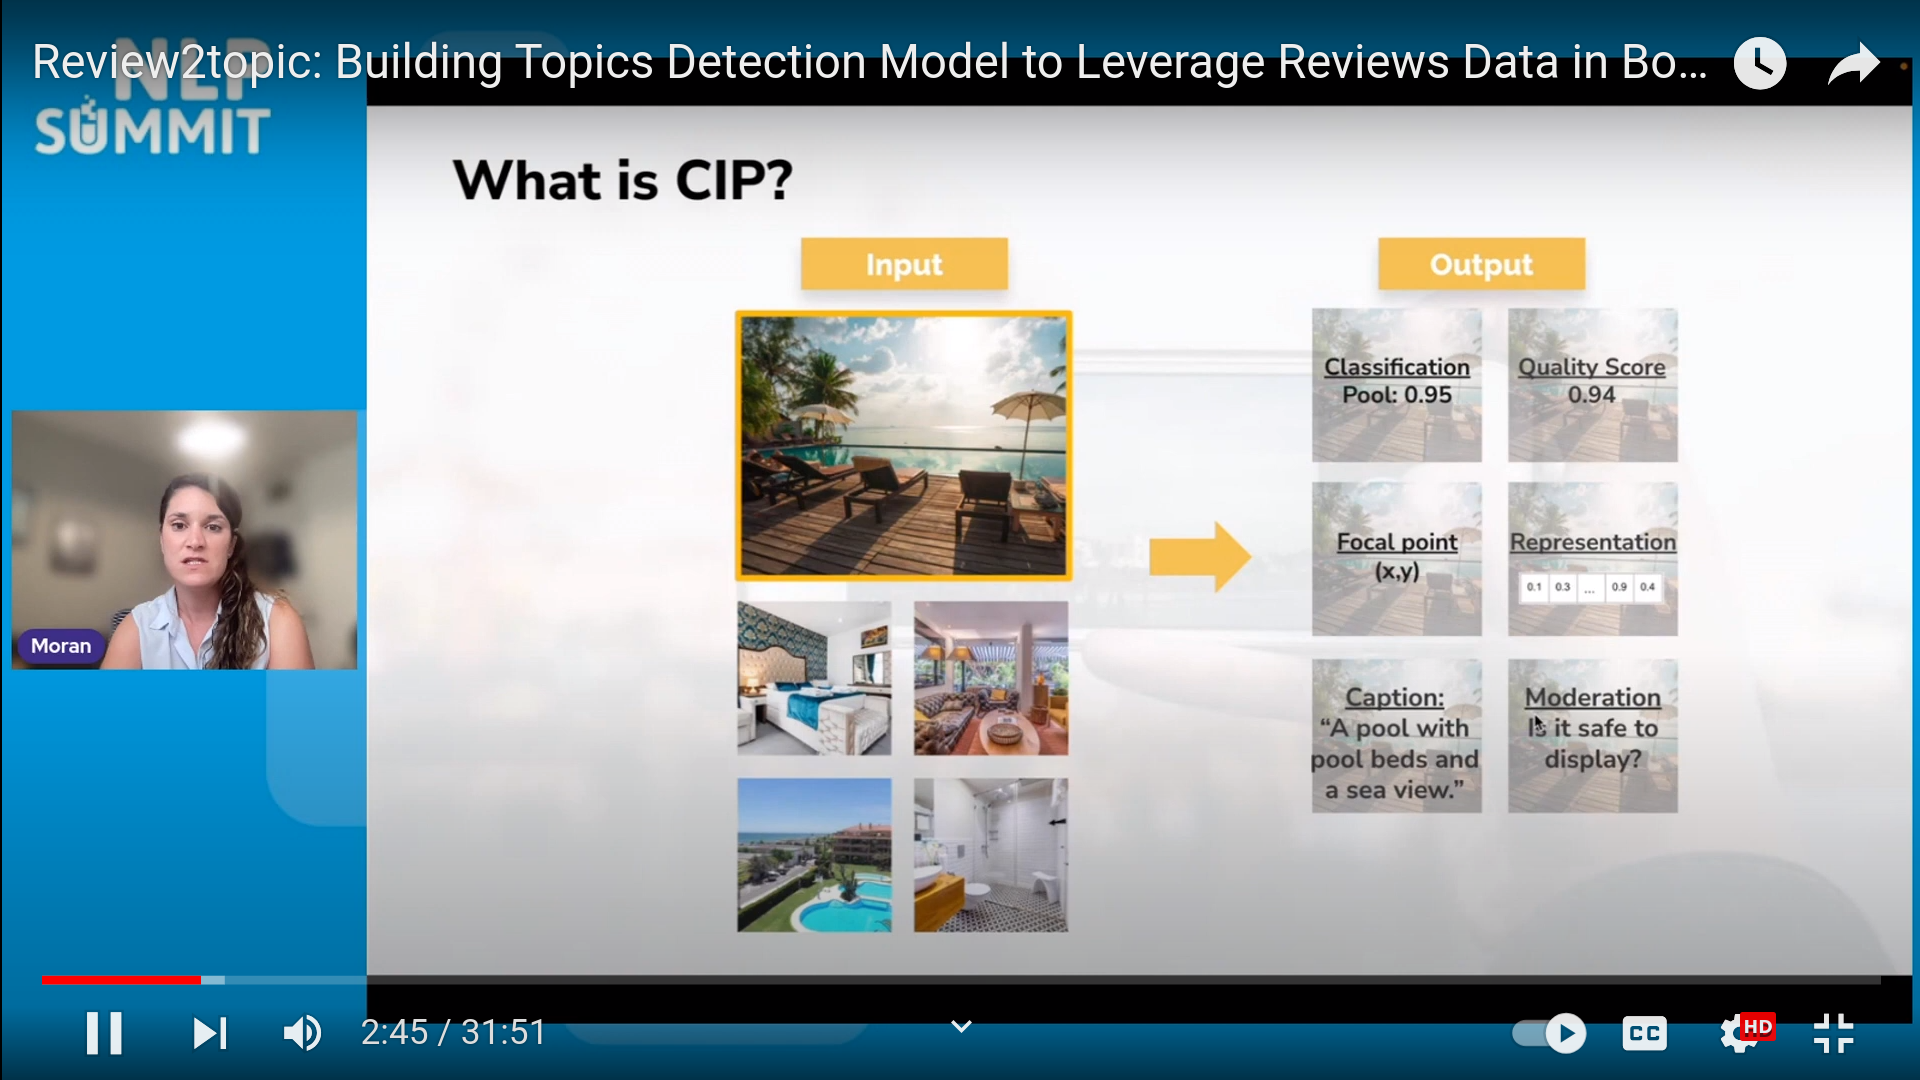 Review2topic: Building Topics Detection Model to Leverage Reviews Data in Bo...
NLP
SUMMIT
What is CIP?
Input
Output
Classification
Pool: 0.95
Quality Score
0.94
Focal point
(x,y)
Representation
0.1 0.3 ... 0.9 0.4
Caption:
“A pool with
pool beds and
a sea view.”
Moderation
Is it safe to
display?
Moran
2:45 / 31:51
CC
HD